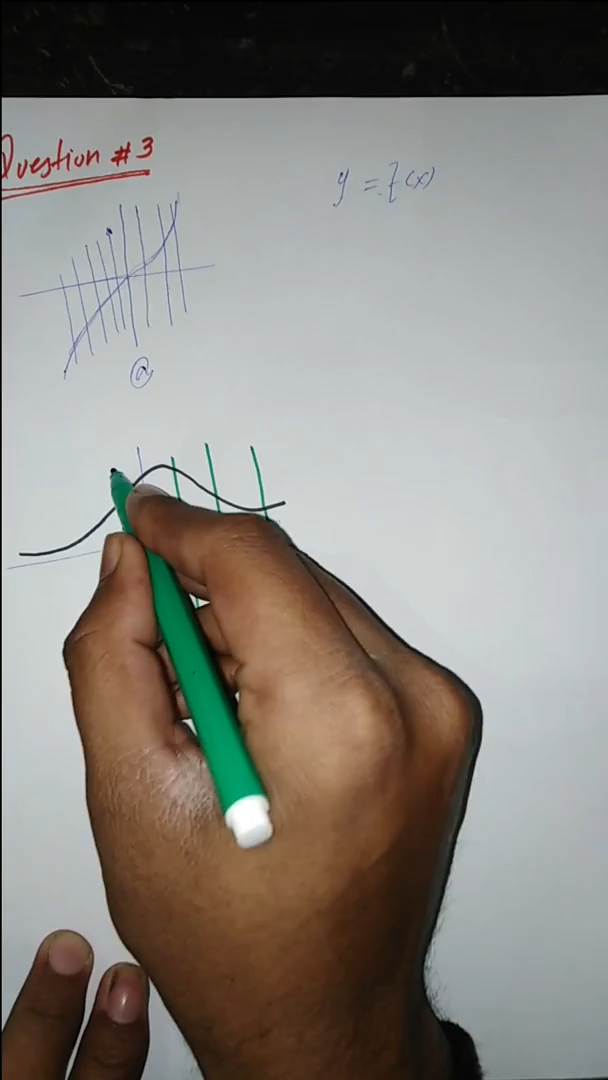 Question #3
y = f(x)
a